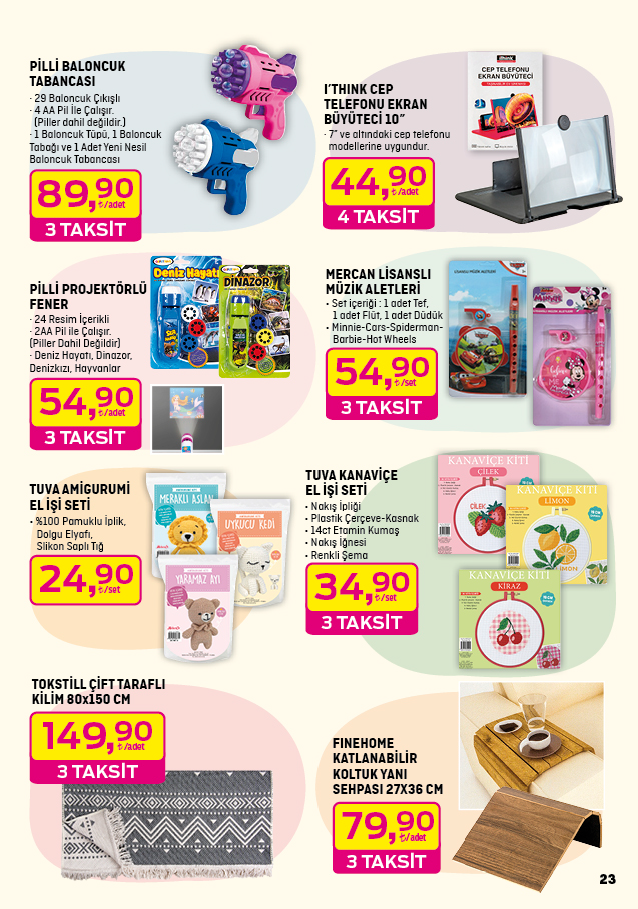 PİLLİ BALONCUK
TABANCASI
· 29 Baloncuk Çıkışlı
· 4 AA Pil İle Çalışır.
(Piller dahil değildir.)
· 1 Baloncuk Tüpü, 1 Baloncuk
Tabağı ve 1 Adet Yeni Nesil
Baloncuk Tabancası
89,90
₺/adet
3 TAKSİT
I'THINK CEP
TELEFONU EKRAN
BÜYÜTECİ 10"
· 7" ve altındaki cep telefonu
modellerine uygundur.
44,90
₺/adet
4 TAKSİT
CEP TELEFONU
EKRAN BÜYÜTECİ
PİLLİ PROJEKTÖRLÜ
FENER
· 24 Resim İçerikli
· 2AA Pil ile Çalışır.
(Piller Dahil Değildir)
· Deniz Hayatı, Dinazor,
Denizkızı, Hayvanlar
54,90
₺/adet
3 TAKSİT
Deniz Hayatı
DİNAZOR
MERCAN LİSANSLI
MÜZİK ALETLERİ
• Set içeriği : 1 adet Tef,
1 adet Flüt, 1 adet Düdük
• Minnie-Cars-Spiderman-
Barbie-Hot Wheels
54,90
₺/set
3 TAKSİT
TUVA AMİGURUMİ
EL İŞİ SETİ
• %100 Pamuklu İplik,
Dolgu Elyafı,
Slikon Saplı Tığ
24,90
₺/set
MERAKLI ASLAN
UYKUCU KEDİ
YARAMAZ AYI
TUVA KANAVİÇE
EL İŞİ SETİ
• Nakış İpliği
• Plastik Çerçeve-Kasnak
• 14ct Etamin Kumaş
• Nakış İğnesi
• Renkli Şema
34,90
₺/set
3 TAKSİT
KANAVİÇE KİTİ
ÇİLEK
KANAVİÇE KİTİ
LİMON
KANAVİÇE KİTİ
KİRAZ
TOKSTİLL ÇİFT TARAFLI
KİLİM 80x150 CM
149,90
₺/adet
3 TAKSİT
FINEHOME
KATLANABİLİR
KOLTUK YANI
SEHPASI 27X36 CM
79,90
₺/adet
3 TAKSİT
23